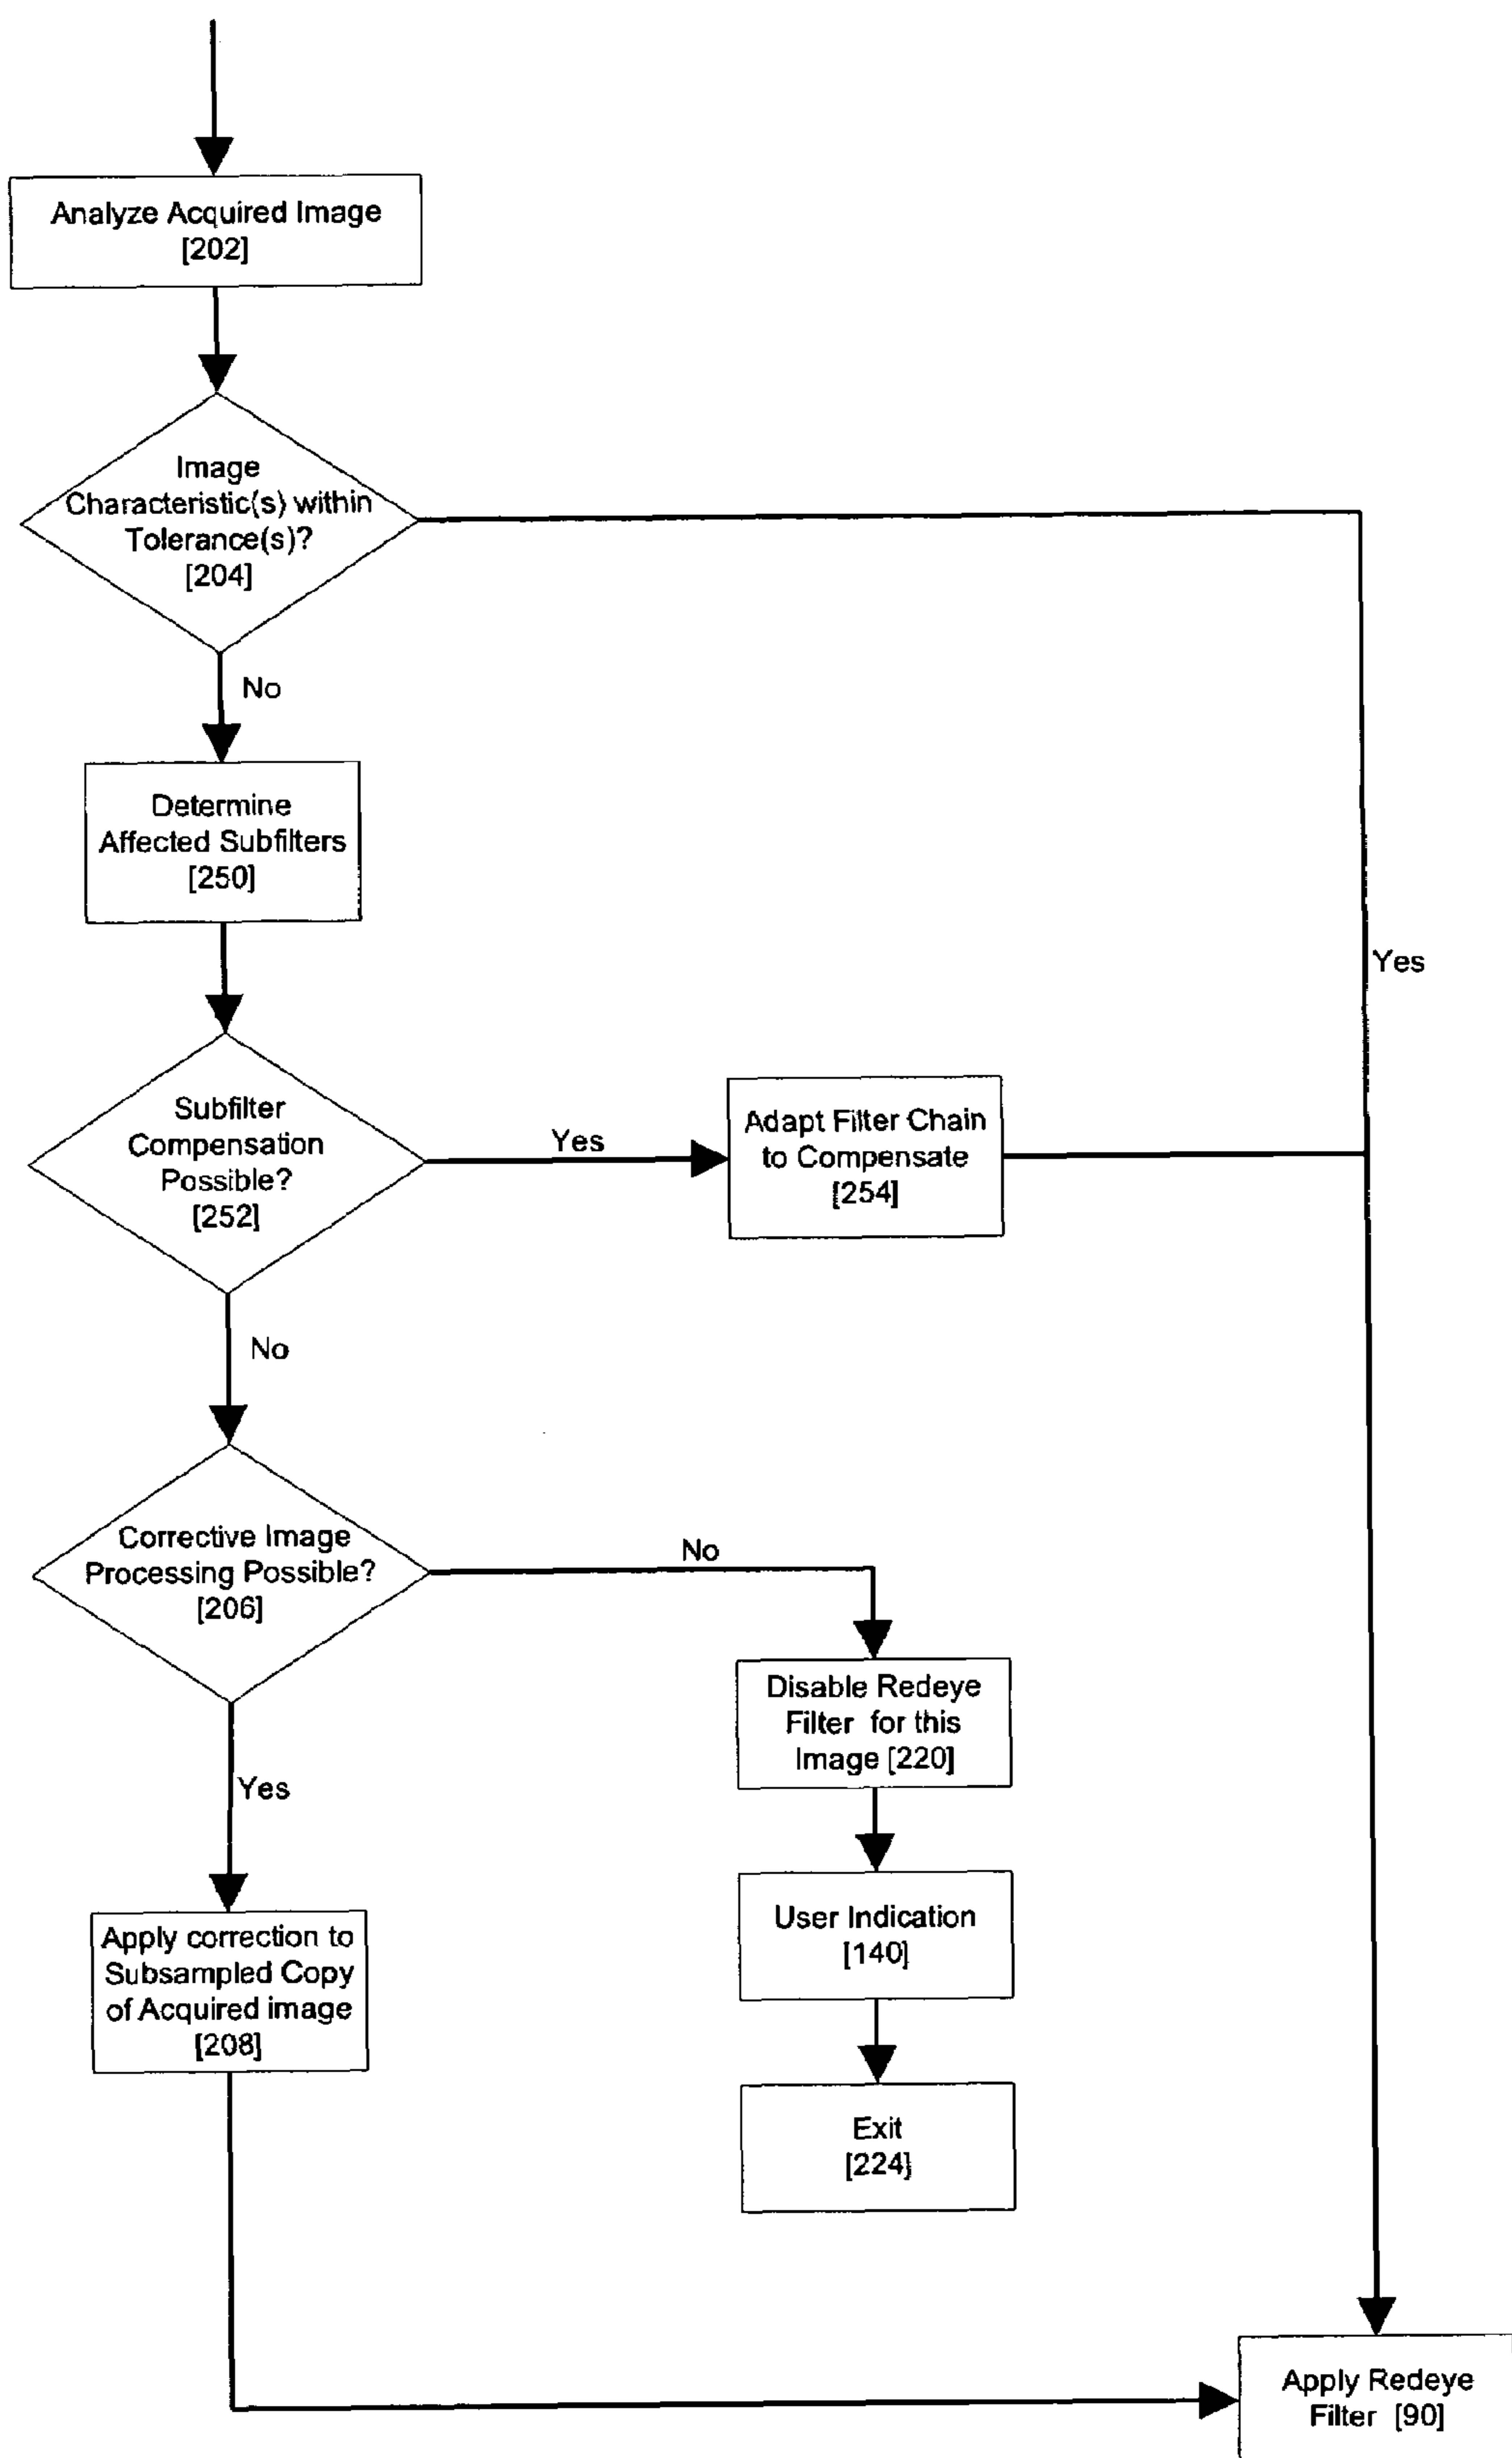 Analyze Acquired Image
[202]
Image
Characteristic(s) within
Tolerance(s)?
[204]
No
Determine
Affected Subfilters
[250]
Yes
Subfilter
Compensation
Possible?
[252]
Yes
Adapt Filter Chain
to Compensate
[254]
No
Corrective Image
Processing Possible?
[206]
No
Disable Redeye
Filter for this
Image [220]
Yes
User Indication
[140]
Apply correction to
Subsampled Copy
of Acquired image
[208]
Exit
[224]
Apply Redeye
Filter [90]